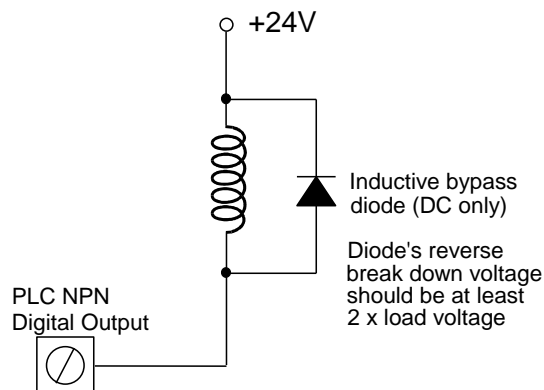 +24V
Inductive bypass
diode (DC only)
Diode's reverse
break down voltage
should be at least
2 x load voltage
PLC NPN
Digital Output